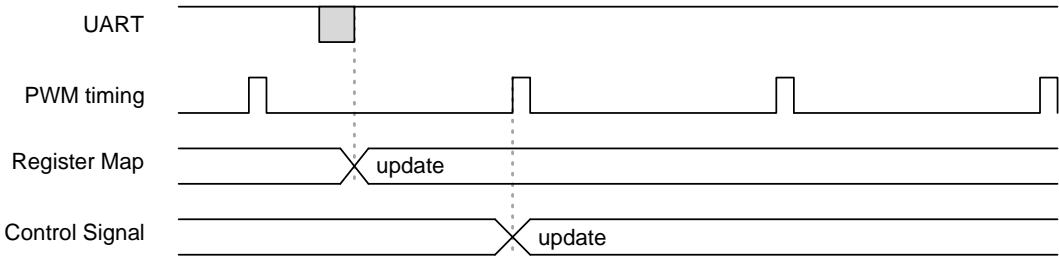 UART
PWM timing
Register Map
update
Control Signal
update